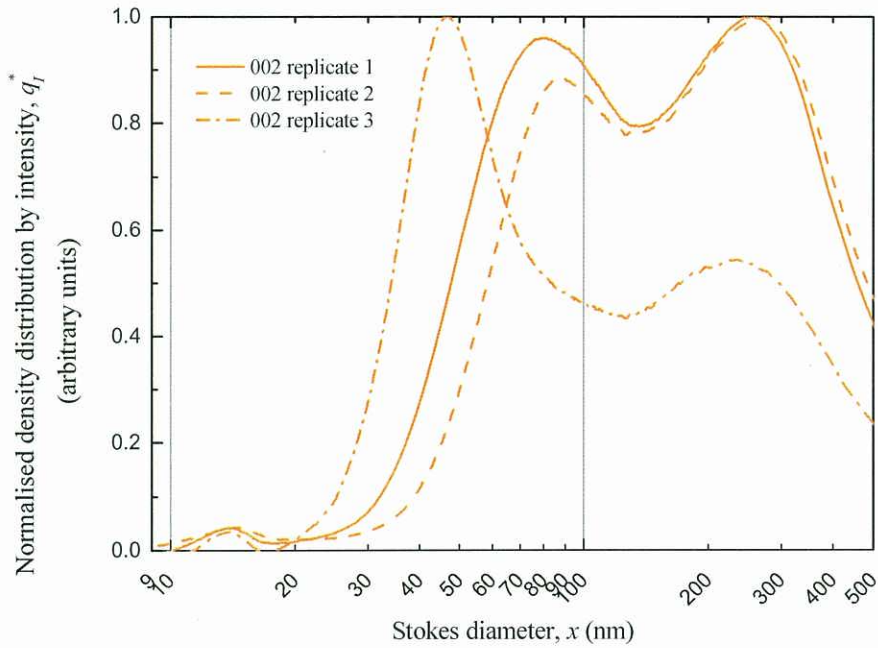 Normalised density distribution by intensity, q*I
(arbitrary units)
1.0
0.8
0.6
0.4
0.2
0.0
002 replicate 1
002 replicate 2
002 replicate 3
9 10 20 30 40 50 60 70 80 90 100 200 300 400 500
Stokes diameter, x (nm)